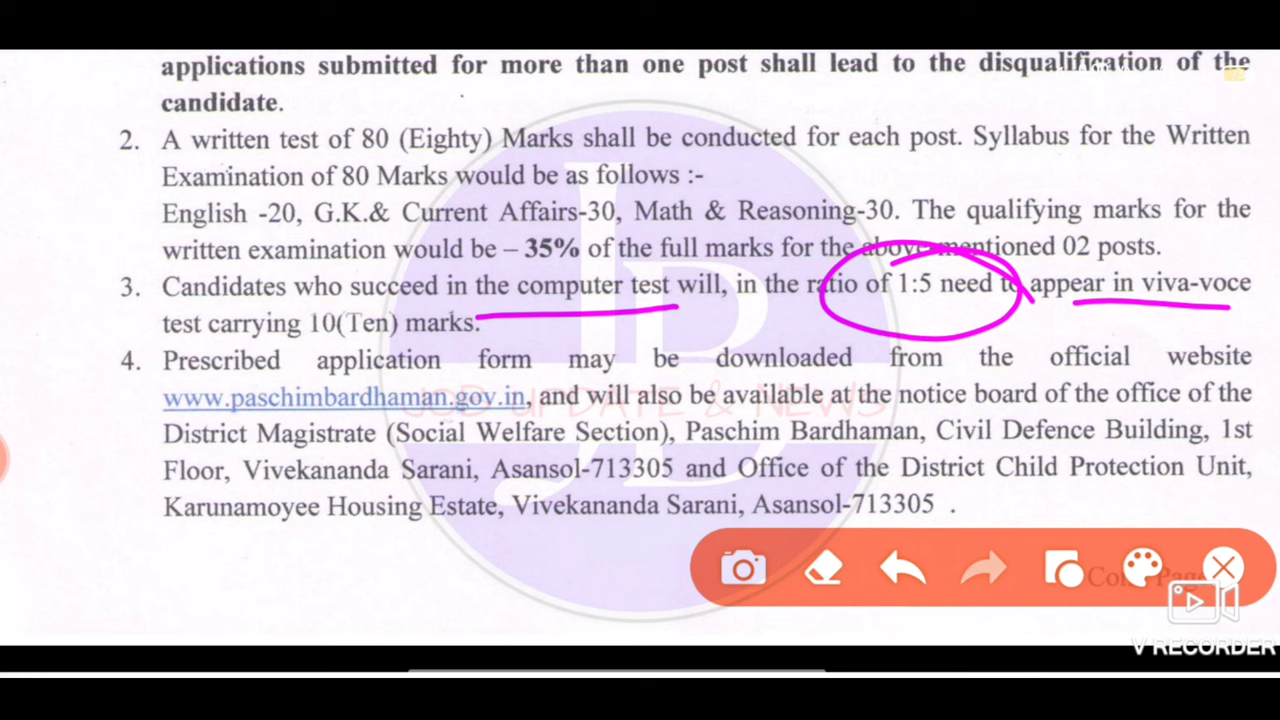 applications submitted for more than one post shall lead to the disqualification of the
candidate.
2. A written test of 80 (Eighty) Marks shall be conducted for each post. Syllabus for the Written
Examination of 80 Marks would be as follows :-
English -20, G.K.& Current Affairs-30, Math & Reasoning-30. The qualifying marks for the
written examination would be – 35% of the full marks for the above mentioned 02 posts.
3. Candidates who succeed in the computer test will, in the ratio of 1:5 need to appear in viva-voce
test carrying 10(Ten) marks.
4. Prescribed application form may be downloaded from the official website
www.paschimbardhaman.gov.in, and will also be available at the notice board of the office of the
District Magistrate (Social Welfare Section), Paschim Bardhaman, Civil Defence Building, 1st
Floor, Vivekananda Sarani, Asansol-713305 and Office of the District Child Protection Unit,
Karunamoyee Housing Estate, Vivekananda Sarani, Asansol-713305 .
JOB UPDATE & NEWS
V RECORDER